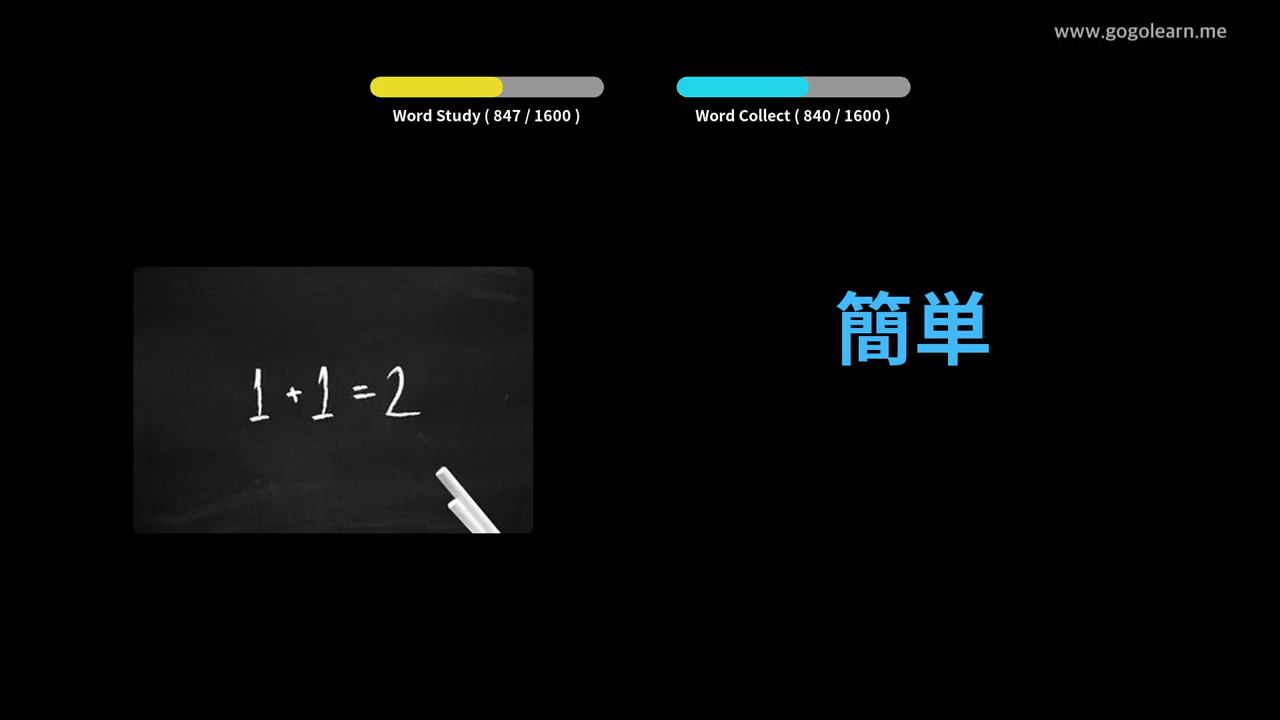 www.gogolearn.me
Word Study ( 847 / 1600 )
Word Collect ( 840 / 1600 )
1 + 1 = 2
簡単